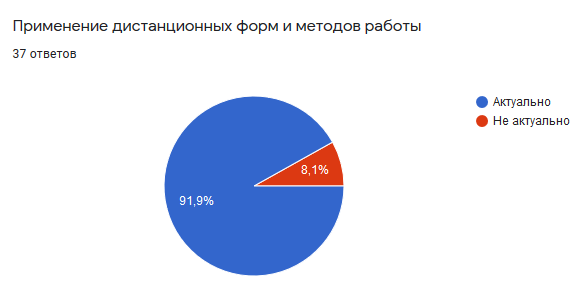 Применение дистанционных форм и методов работы
37 ответов
Актуально
Не актуально
8,1%
91,9%